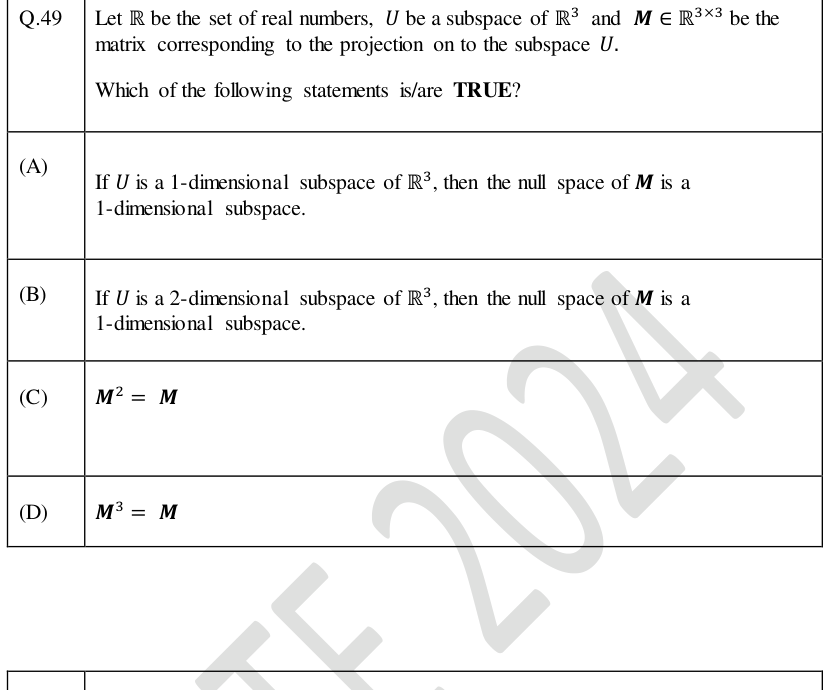 Q.49 Let ℝ be the set of real numbers, U be a subspace of ℝ³ and M ∈ ℝ³ˣ³ be the
matrix corresponding to the projection on to the subspace U.
Which of the following statements is/are TRUE?
(A)
If U is a 1-dimensional subspace of ℝ³, then the null space of M is a
1-dimensional subspace.
(B) If U is a 2-dimensional subspace of ℝ³, then the null space of M is a
1-dimensional subspace.
(C) M² = M
(D) M³ = M
TE 2024